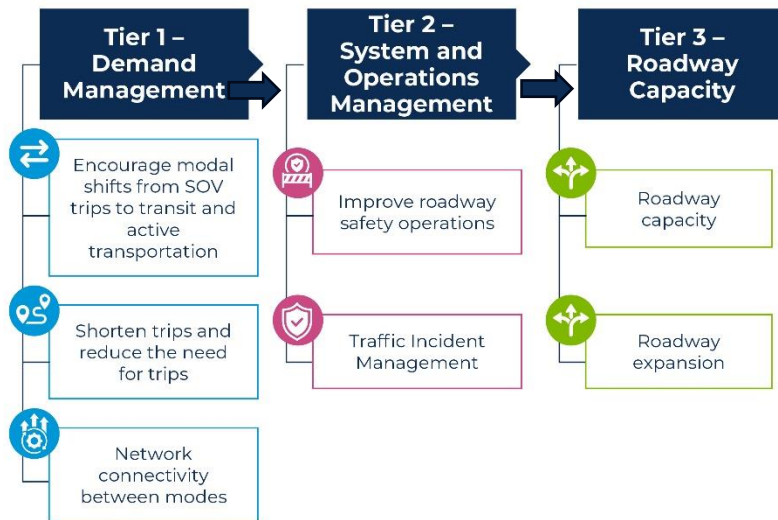 Tier 1 –
Demand
Management
Encourage modal
shifts from SOV
trips to transit and
active
transportation
Shorten trips and
reduce the need
for trips
Network
connectivity
between modes
Tier 2 –
System and
Operations
Management
Improve roadway
safety operations
Traffic Incident
Management
Tier 3 –
Roadway
Capacity
Roadway
capacity
Roadway
expansion